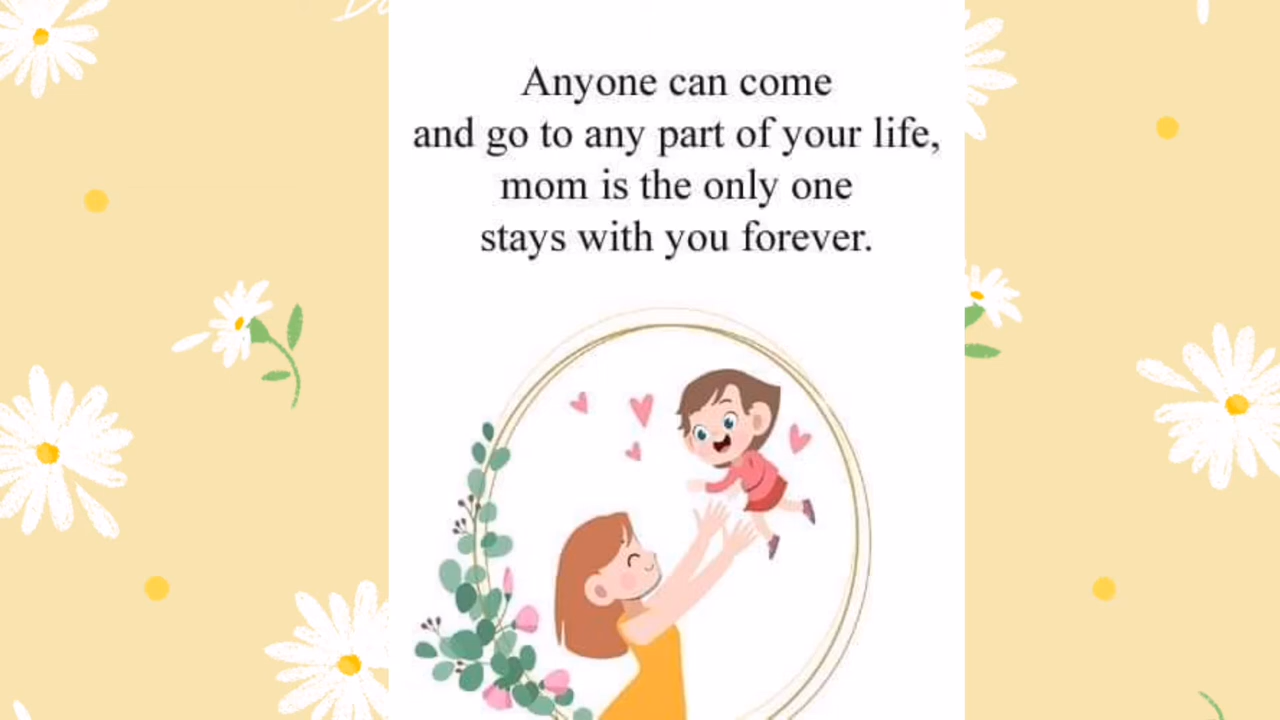 Anyone can come
and go to any part of your life,
mom is the only one
stays with you forever.